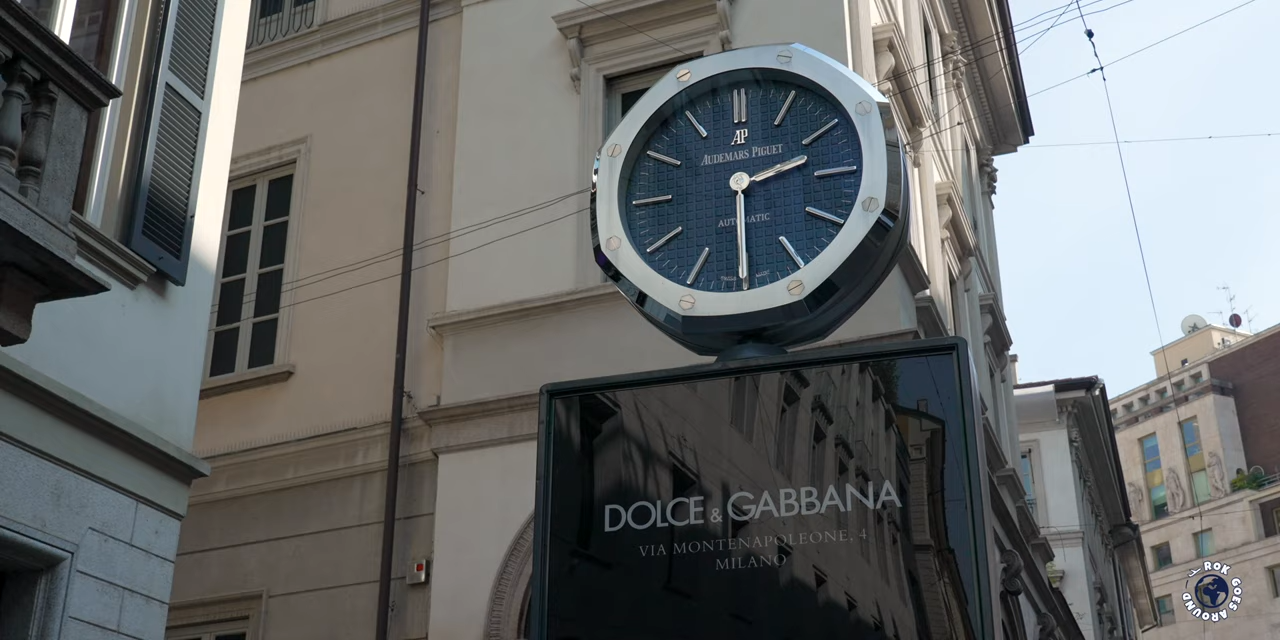 AP
AUDEMARS PIGUET
AUTOMATIC
DOLCE & GABBANA
VIA MONTENAPOLEONE, 4
MILANO
ROK GOES AROUND